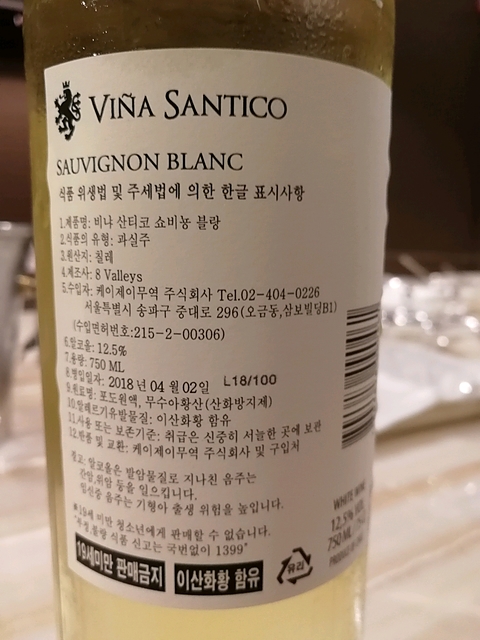 VIÑA SANTICO
SAUVIGNON BLANC
식품 위생법 및 주세법에 의한 한글 표시사항
1.제품명: 비냐 산티코 쇼비뇽 블랑
2.식품의 유형: 과실주
3.원산지: 칠레
4.제조사: 8 Valleys
5.수입자: 케이제이무역 주식회사 Tel.02-404-0226
서울특별시 송파구 중대로 296(오금동,삼보빌딩B1)
(수입면허번호:215-2-00306)
6.알코올: 12.5%
7.용량: 750 ML
8.병입일자: 2018 년 04 월 02일 L18/100
9.원료명: 포도원액, 무수아황산(산화방지제)
10.알레르기유발물질: 이산화황 함유
11.사용 또는 보존기준: 취급은 신중히 서늘한 곳에 보관
12.반품 및 교환: 케이제이무역 주식회사 및 구입처
경고: 알코올은 발암물질로 지나친 음주는
간암,위암 등을 일으킵니다.
임신중 음주는 기형아 출생 위험을 높입니다.
*19세 미만 청소년에게 판매할 수 없습니다.
"부정,불량 식품 신고는 국번없이 1399"
19세미만 판매금지 이산화황 함유 유리
WHITE WINE
12.5% VOL
750 ML
PRODUCT